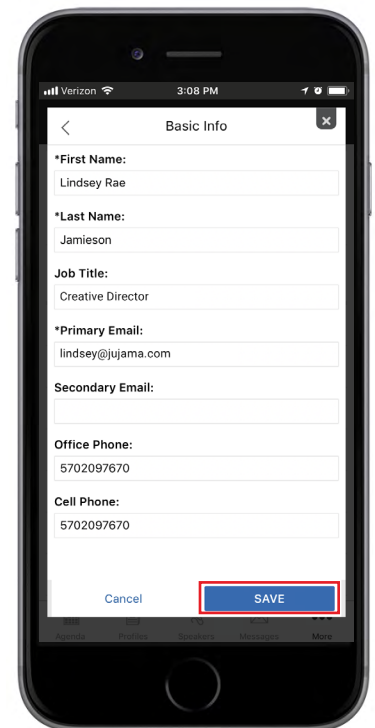 Verizon
3:08 PM
Basic Info
*First Name:
Lindsey Rae
*Last Name:
Jamieson
Job Title:
Creative Director
*Primary Email:
lindsey@jujama.com
Secondary Email:
Office Phone:
5702097670
Cell Phone:
5702097670
Cancel
SAVE
Agenda Profiles Speakers Messages More